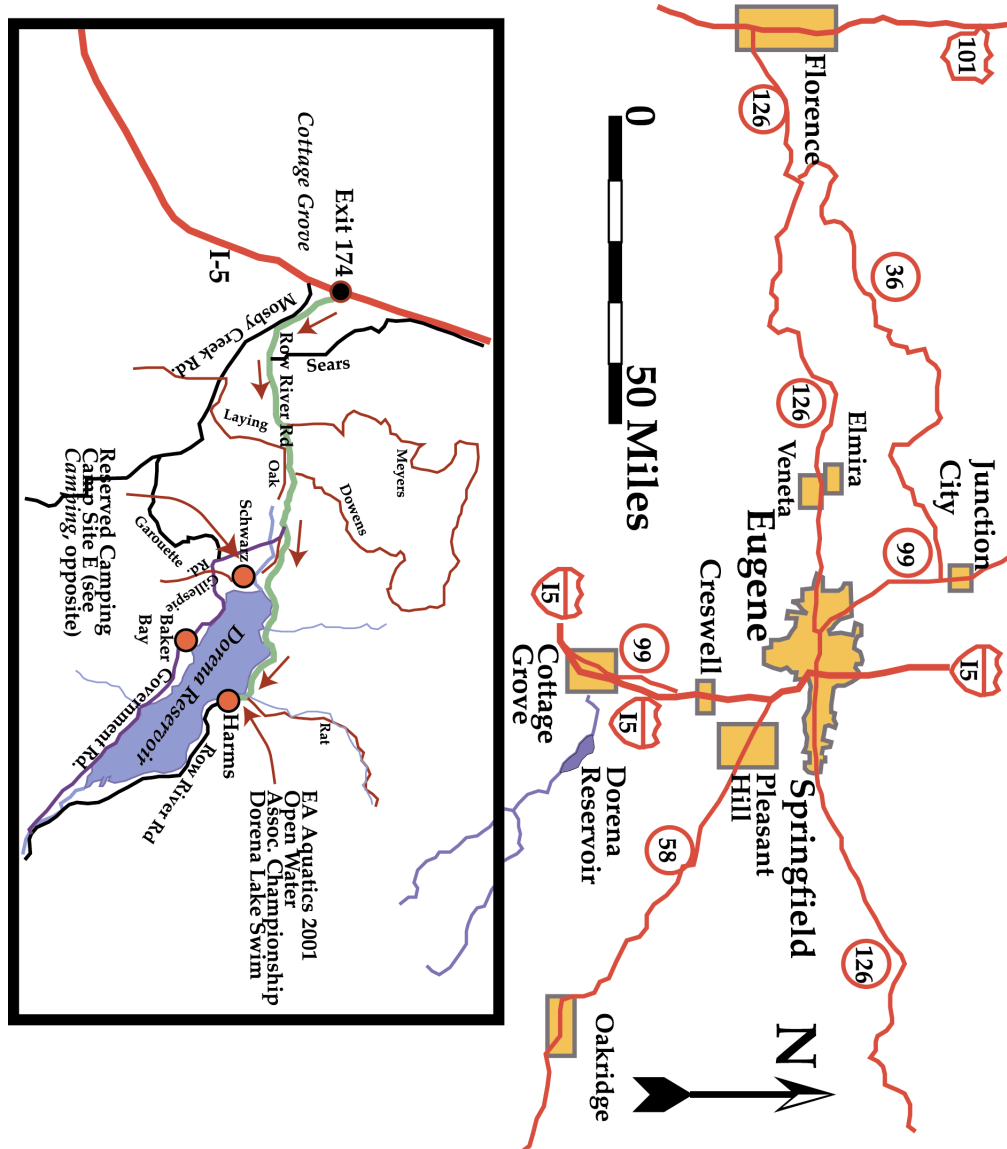 101
Florence
126
36
126
Elmira
Veneta
Junction
City
99
Eugene
Springfield
I5
Creswell
Pleasant
Hill
126
I5
99
I5
Cottage
Grove
Dorena
Reservoir
58
Oakridge
N
0
50 Miles
Cottage Grove
Exit 174
I-5
Mosby Creek Rd.
Row River Rd
Sears
Laying
Oak
Meyers
Dowens
Schwarz
Garouette
Rd.
Gillespie
Baker
Bay
Government Rd.
Dorena Reservoir
Harms
Row River Rd
Rat
Reserved Camping
Camp Site E (see
Camping, opposite)
EA Aquatics 2001
Open Water
Assoc. Championship
Dorena Lake Swim